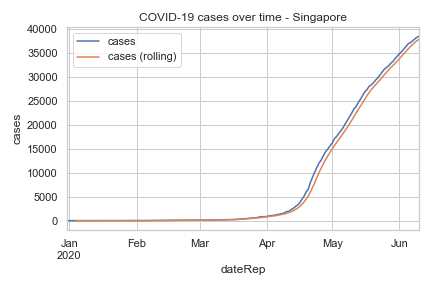 COVID-19 cases over time - Singapore
cases
cases (rolling)
40000
35000
30000
25000
20000
15000
10000
5000
0
cases
Jan Feb Mar Apr May Jun
2020
dateRep